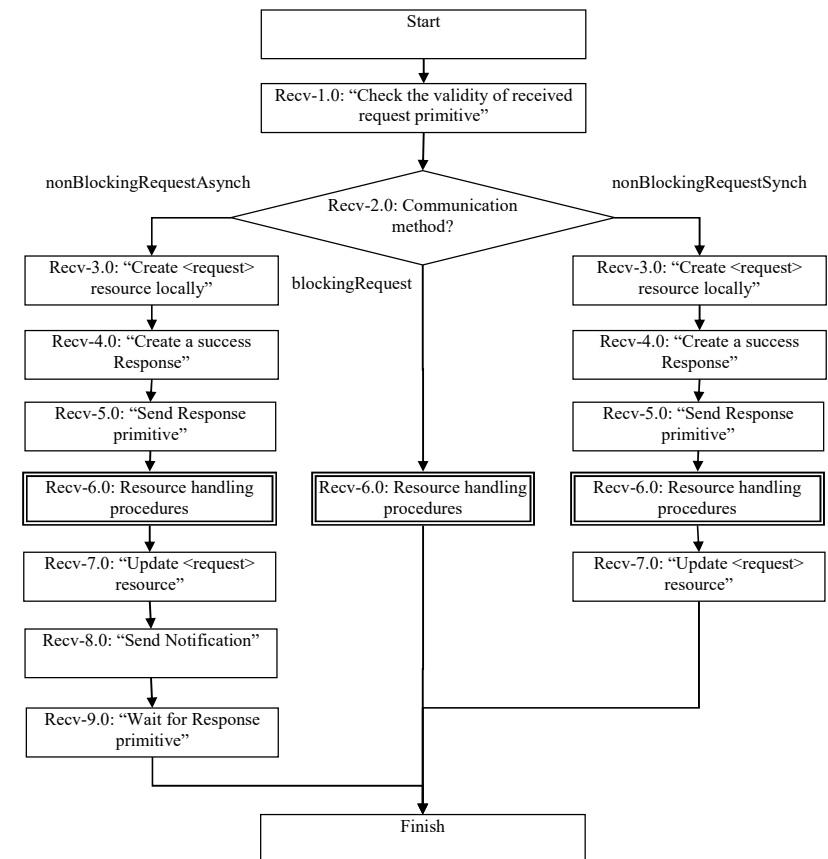 Start
Recv-1.0: “Check the validity of received
request primitive”
nonBlockingRequestAsynch
nonBlockingRequestSynch
Recv-2.0: Communication
method?
Recv-3.0: “Create <request>
resource locally”
blockingRequest
Recv-3.0: “Create <request>
resource locally”
Recv-4.0: “Create a success
Response”
Recv-4.0: “Create a success
Response”
Recv-5.0: “Send Response
primitive”
Recv-5.0: “Send Response
primitive”
Recv-6.0: Resource handling
procedures
Recv-6.0: Resource handling
procedures
Recv-6.0: Resource handling
procedures
Recv-7.0: “Update <request>
resource”
Recv-7.0: “Update <request>
resource”
Recv-8.0: “Send Notification”
Recv-9.0: “Wait for Response
primitive”
Finish